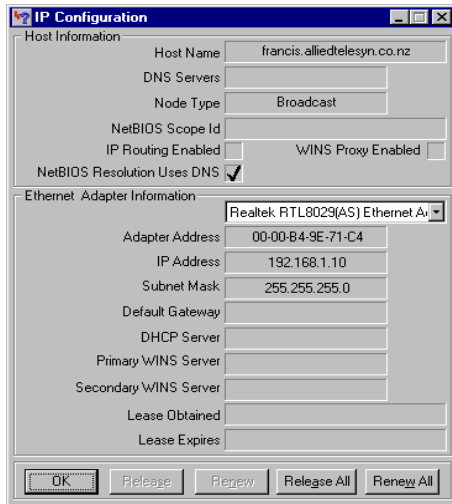 IP Configuration
Host Information
Host Name francis.alliedtelesyn.co.nz
DNS Servers
Node Type Broadcast
NetBIOS Scope Id
IP Routing Enabled WINS Proxy Enabled
NetBIOS Resolution Uses DNS
Ethernet Adapter Information
Realtek RTL8029(AS) Ethernet A
Adapter Address 00-00-B4-9E-71-C4
IP Address 192.168.1.10
Subnet Mask 255.255.255.0
Default Gateway
DHCP Server
Primary WINS Server
Secondary WINS Server
Lease Obtained
Lease Expires
OK Release Renew Release All Renew All